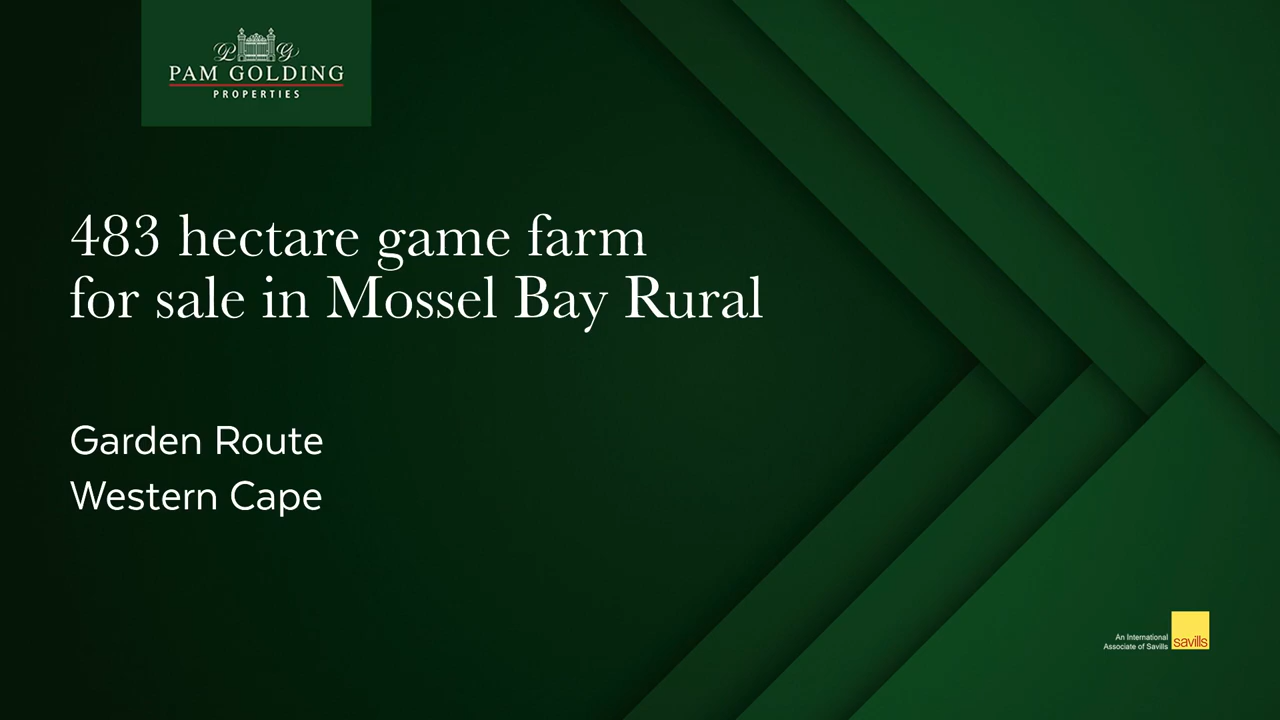 PAM GOLDING
PROPERTIES
483 hectare game farm
for sale in Mossel Bay Rural
Garden Route
Western Cape
An International
Associate of Savills
savills